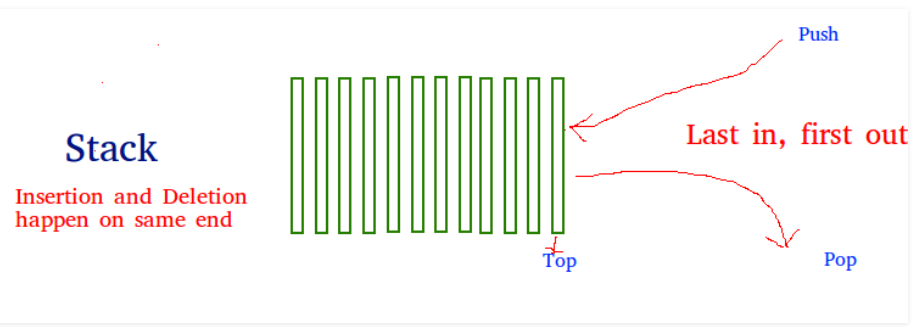 Push
Last in, first out
Stack
Insertion and Deletion
happen on same end
Top
Pop